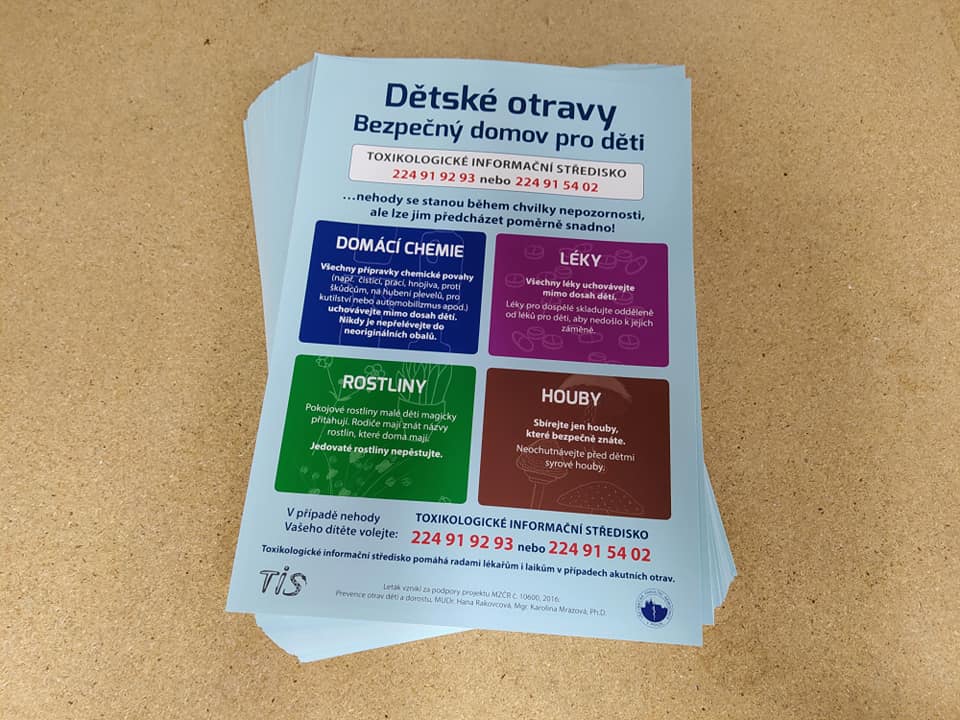 Dětské otravy
Bezpečný domov pro děti
TOXIKOLOGICKÉ INFORMAČNÍ STŘEDISKO
224 91 92 93 nebo 224 91 54 02
...nehody se stanou během chvilky nepozornosti,
ale lze jim předcházet poměrně snadno!
DOMÁCÍ CHEMIE
Všechny přípravky chemické povahy
(např. čistící, prací, hnojiva, proti
škůdcům, na hubení plevelů, pro
kutilství nebo automobilizmus apod.)
uchovávejte mimo dosah dětí.
Nikdy je nepřelévejte do
neoriginálních obalů.
LÉKY
Všechny léky uchovávejte
mimo dosah dětí.
Léky pro dospělé skladujte odděleně
od léků pro děti, aby nedošlo k jejich
záměně.
ROSTLINY
Pokojové rostliny malé děti magicky
přitahují. Rodiče mají znát názvy
rostlin, které doma mají.
Jedovaté rostliny nepěstujte.
HOUBY
Sbírejte jen houby,
které bezpečně znáte.
Neochutnávejte před dětmi
syrové houby.
V případě nehody
Vašeho dítěte volejte:
TOXIKOLOGICKÉ INFORMAČNÍ STŘEDISKO
224 91 92 93 nebo 224 91 54 02
Toxikologické informační středisko pomáhá radami lékařům i laikům v případech akutních otrav.
TIS
Leták vznikl za podpory projektu MZČR č. 10600, 2016:
Prevence otrav dětí a dorostu, MUDr. Hana Rakovcová, Mgr. Karolína Mrázová, Ph.D.